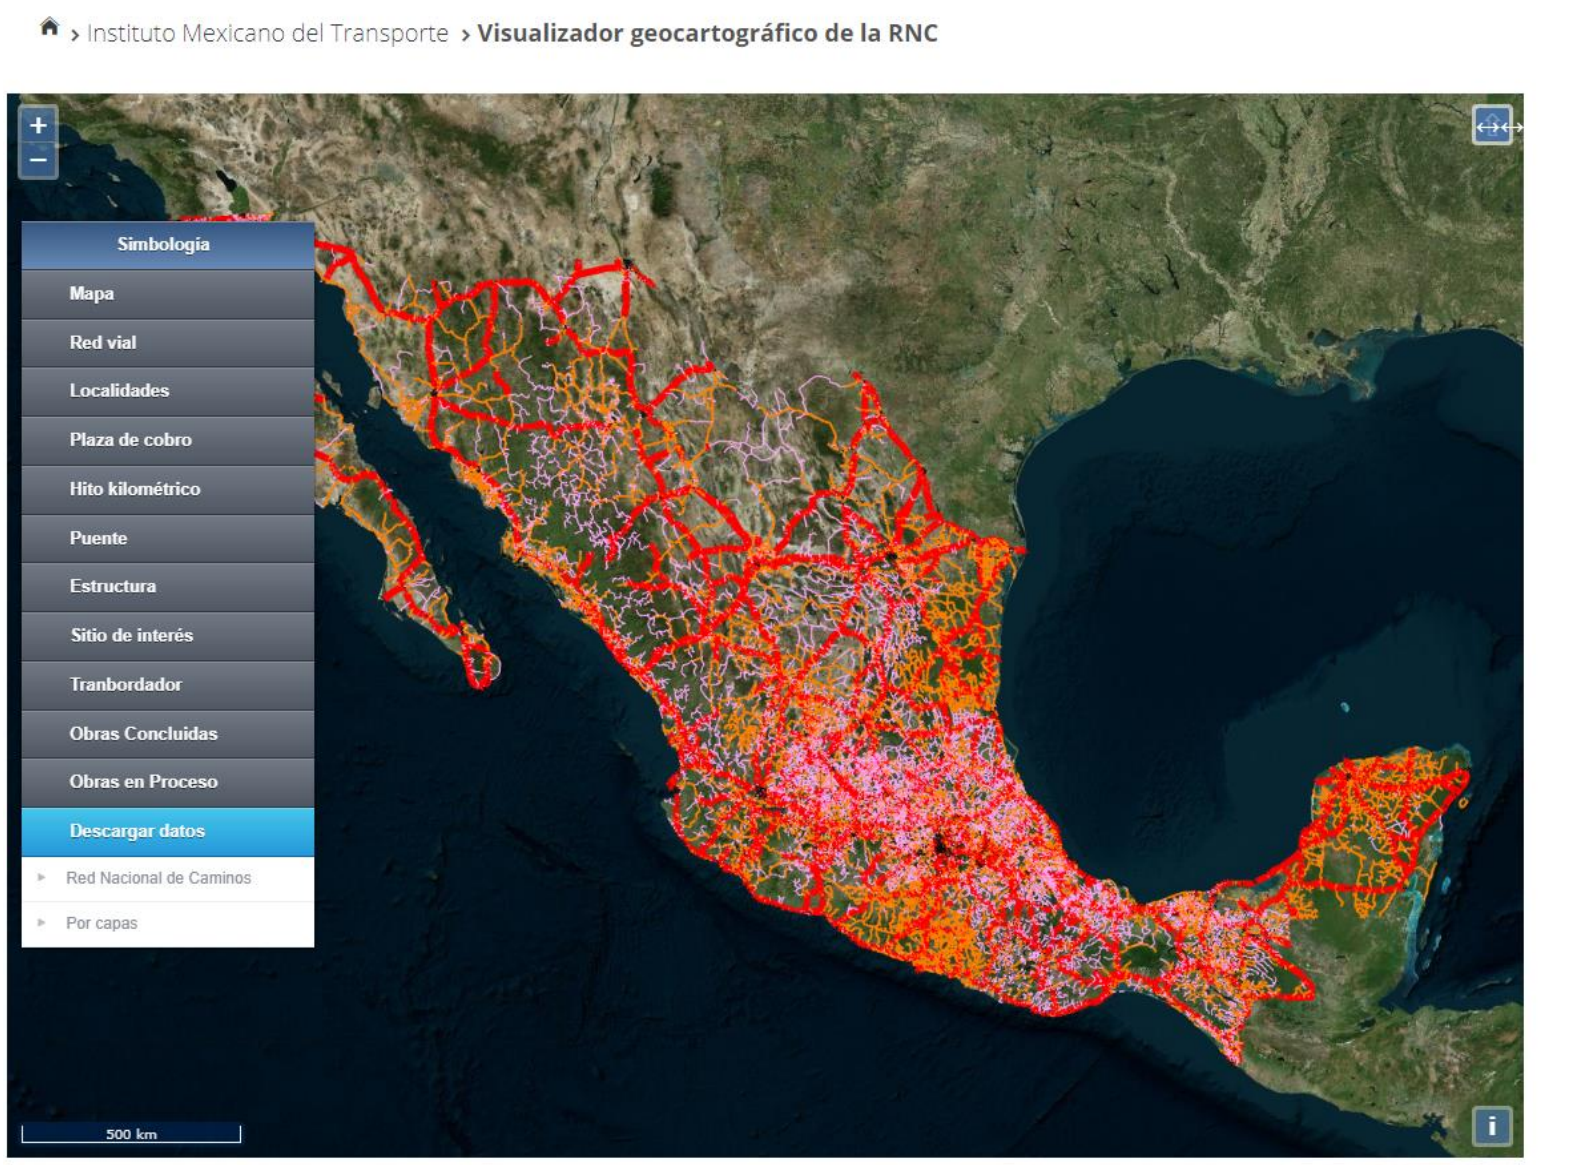 › Instituto Mexicano del Transporte › Visualizador geocartográfico de la RNC
+
−
Simbología
Mapa
Red vial
Localidades
Plaza de cobro
Hito kilométrico
Puente
Estructura
Sitio de interés
Tranbordador
Obras Concluidas
Obras en Proceso
Descargar datos
Red Nacional de Caminos
Por capas
500 km
i